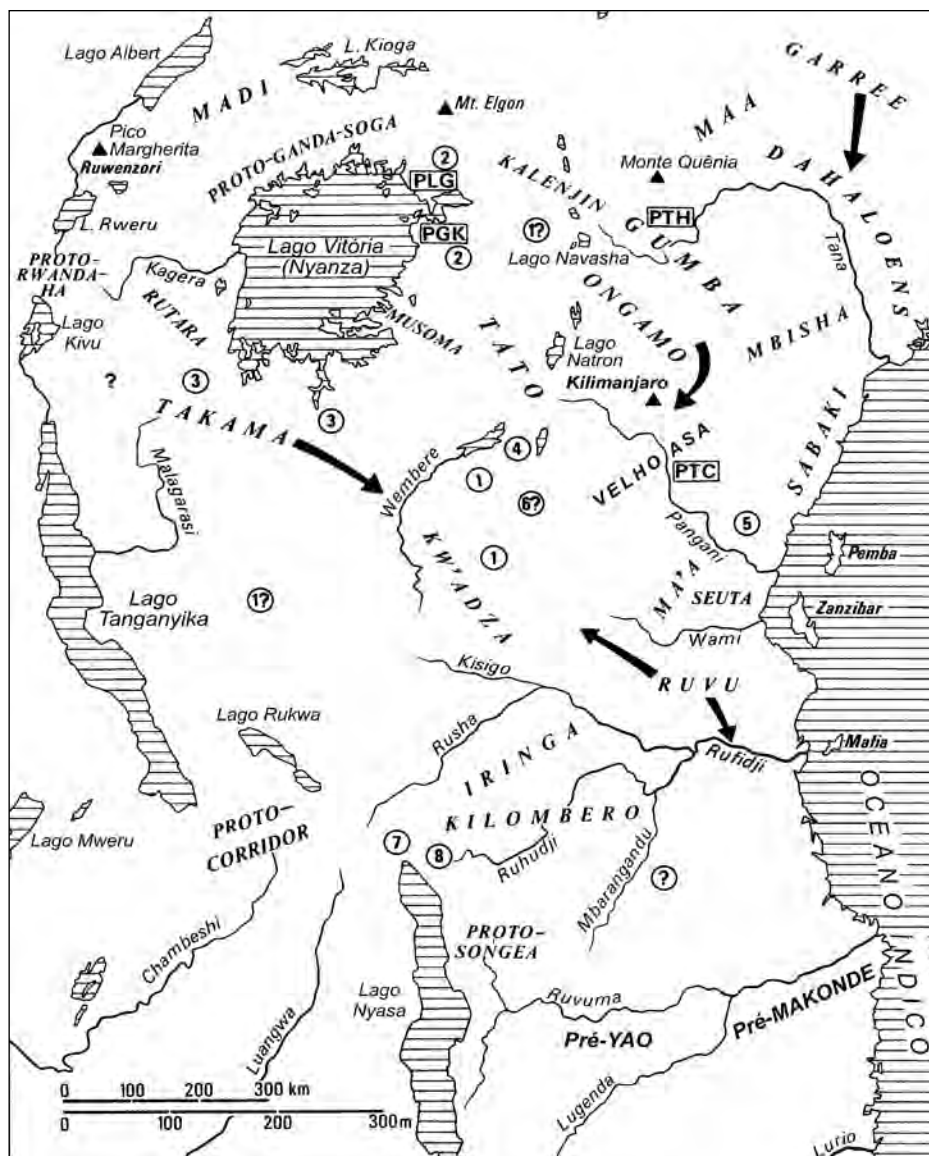 Lago Albert
L. Kioga
GARREE
MADI
Mt. Elgon
MAA
Pico
Margherita
Ruwenzori
PROTO-GANDA-SOGA
2
PLG
KALENJIN
Monte Quênia
DAHALOENS
L. Rweru
PGK
2
1?
PTH
GUMBA
Lago Vitória
(Nyanza)
Lago Navasha
Tana
PROTO-
RWANDA-
HA
Kagera
RUTARA
MUSOMA
ONGAMO
MBISHA
Lago
Kivu
TATO
Lago
Natron
Kilimanjaro
SABAKI
?
3
3
TAKAMA
4
VELHO ASA
PTC
Malagarasi
Wembere
1
6?
Pangani
5
Pemba
KW'ADZA
1
MA'A
SEUTA
Zanzibar
1?
Lago
Tanganyika
Wami
Kisigo
RUVU
Lago Rukwa
Rusha
IRINGA
Rufidji
Mafia
Lago Mweru
PROTO-
CORRIDOR
KILOMBERO
7
8
Ruhudji
Mbarangandu
?
OCEANO ÍNDICO
Chambeshi
PROTO-
SONGEA
Luangwa
Lago
Nyasa
Ruvuma
Pré-YAO
Pré-MAKONDE
Lugenda
Lurio
0 100 200 300 km
0 100 200 300 m